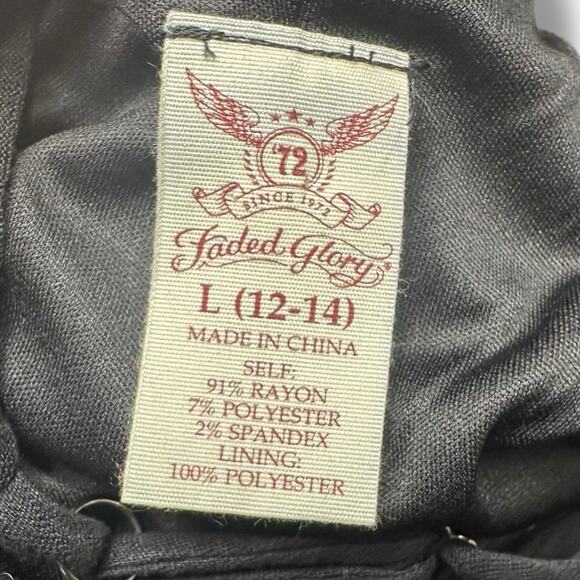 '72
SINCE 1972
Faded Glory®
L (12-14)
MADE IN CHINA
SELF:
91% RAYON
7% POLYESTER
2% SPANDEX
LINING:
100% POLYESTER